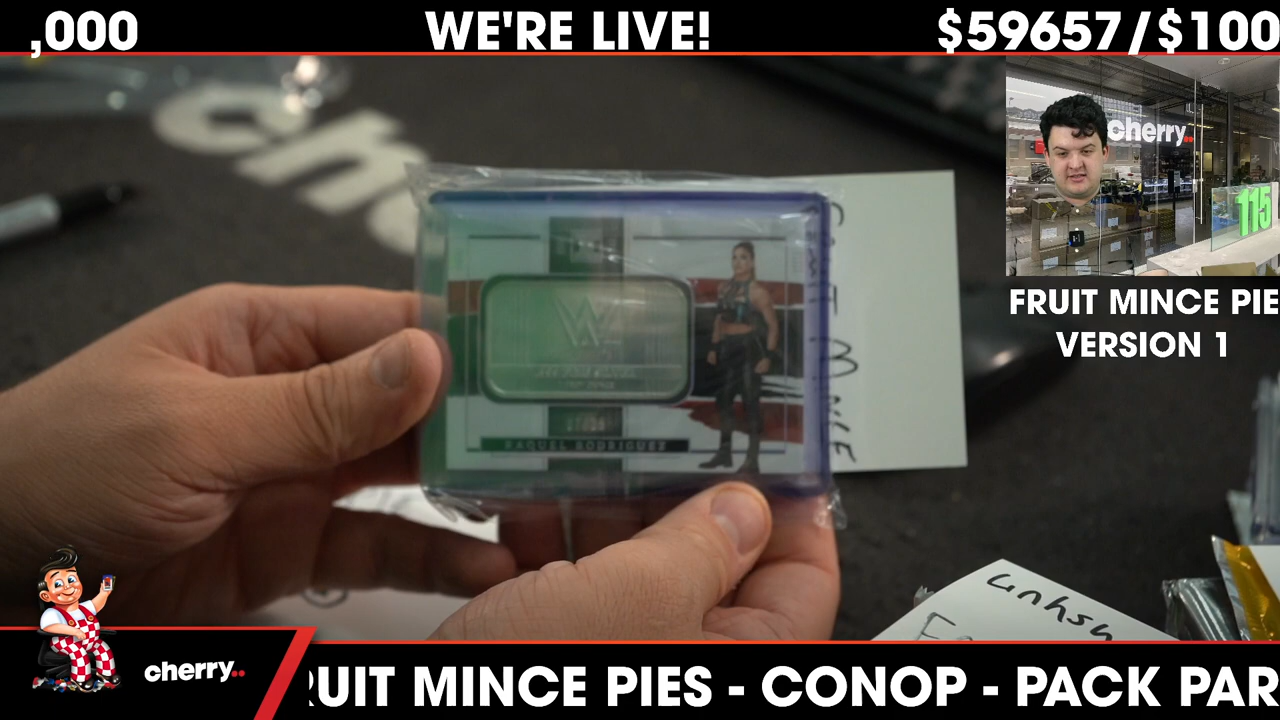 ,000
WE'RE LIVE!
$59657/$100
cherry..
115
FRUIT MINCE PIE
VERSION 1
W
RAQUEL RODRIGUEZ
MINCE
cherry..
RUIT MINCE PIES - CONOP - PACK PAR